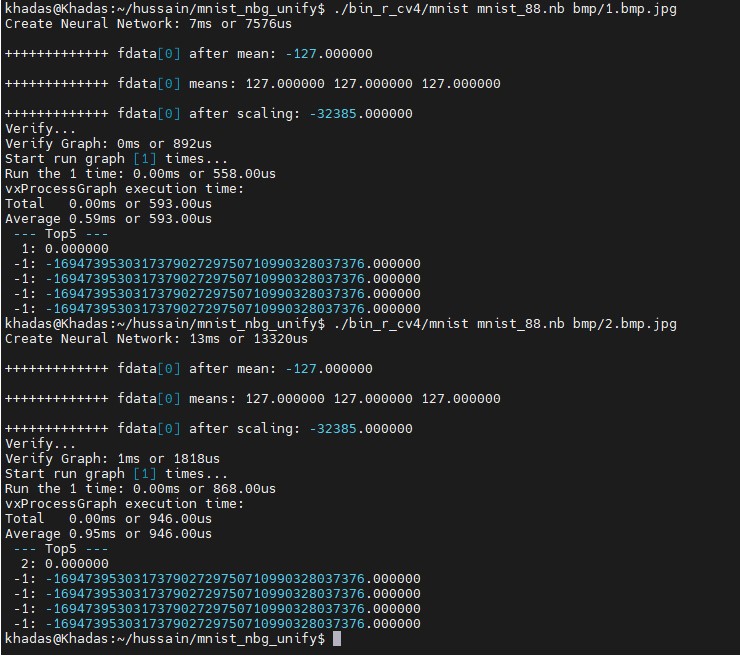 khadas@Khadas:~/hussain/mnist_nbg_unify$ ./bin_r_cv4/mnist mnist_88.nb bmp/1.bmp.jpg
Create Neural Network: 7ms or 7576us
+++++++++++++ fdata[0] after mean: -127.000000
+++++++++++++ fdata[0] means: 127.000000 127.000000 127.000000
+++++++++++++ fdata[0] after scaling: -32385.000000
Verify...
Verify Graph: 0ms or 892us
Start run graph [1] times...
Run the 1 time: 0.00ms or 558.00us
vxProcessGraph execution time:
Total   0.00ms or 593.00us
Average 0.59ms or 593.00us
 --- Top5 ---
  1: 0.000000
 -1: -169473953031737902729750710990328037376.000000
 -1: -169473953031737902729750710990328037376.000000
 -1: -169473953031737902729750710990328037376.000000
 -1: -169473953031737902729750710990328037376.000000
khadas@Khadas:~/hussain/mnist_nbg_unify$ ./bin_r_cv4/mnist mnist_88.nb bmp/2.bmp.jpg
Create Neural Network: 13ms or 13320us
+++++++++++++ fdata[0] after mean: -127.000000
+++++++++++++ fdata[0] means: 127.000000 127.000000 127.000000
+++++++++++++ fdata[0] after scaling: -32385.000000
Verify...
Verify Graph: 1ms or 1818us
Start run graph [1] times...
Run the 1 time: 0.00ms or 868.00us
vxProcessGraph execution time:
Total   0.00ms or 946.00us
Average 0.95ms or 946.00us
 --- Top5 ---
  2: 0.000000
 -1: -169473953031737902729750710990328037376.000000
 -1: -169473953031737902729750710990328037376.000000
 -1: -169473953031737902729750710990328037376.000000
 -1: -169473953031737902729750710990328037376.000000
khadas@Khadas:~/hussain/mnist_nbg_unify$